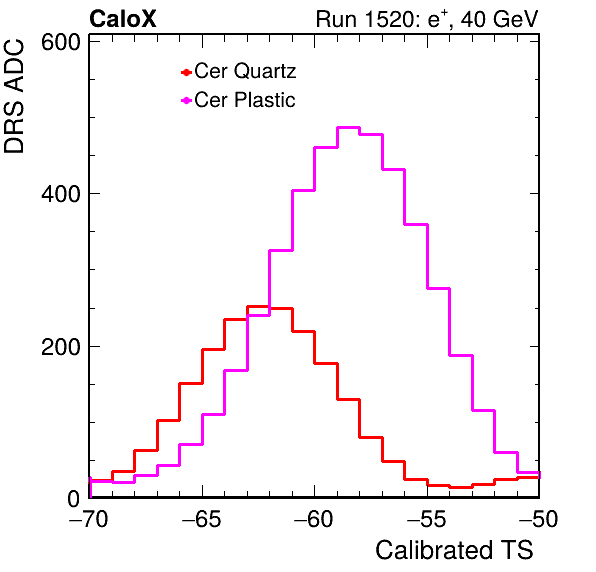 CaloX Run 1520: e⁺, 40 GeV
Cer Quartz
Cer Plastic
DRS ADC
600
400
200
0
−70 −65 −60 −55 −50
Calibrated TS